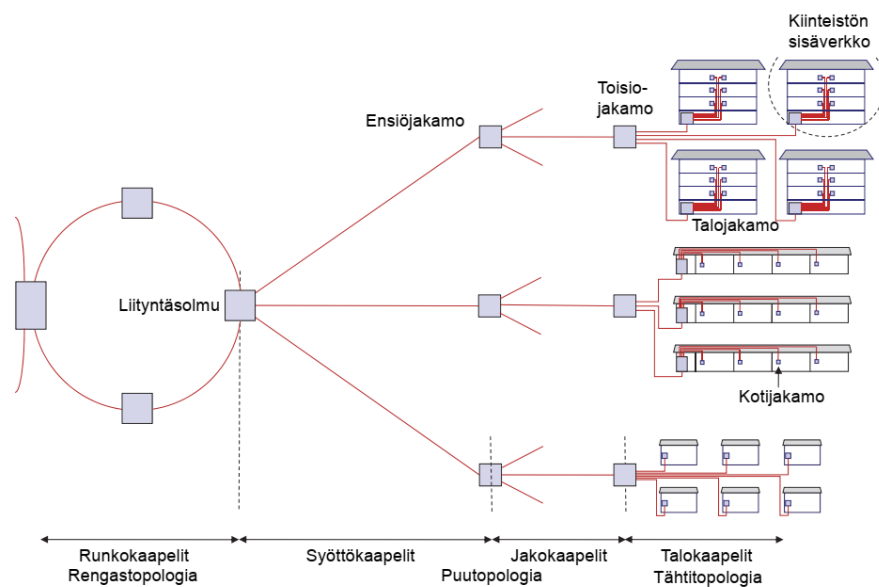 Kiinteistön
sisäverkko
Toisio-
jakamo
Ensiöjakamo
Talojakamo
Liityntäsolmu
Kotijakamo
Runkokaapelit
Rengastopologia
Syöttökaapelit
Jakokaapelit
Puutopologia
Talokaapelit
Tähtitopologia